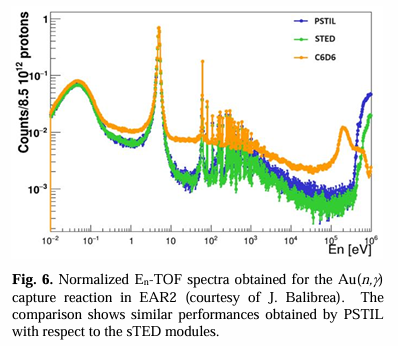 1
10⁻¹
10⁻²
10⁻³
Counts/8.5 10¹² protons
PSTIL
STED
C6D6
10⁻² 10⁻¹ 1 10 10² 10³ 10⁴ 10⁵ 10⁶
En [eV]
Fig. 6. Normalized Eₙ-TOF spectra obtained for the Au(n,γ)
capture reaction in EAR2 (courtesy of J. Balibrea). The
comparison shows similar performances obtained by PSTIL
with respect to the sTED modules.